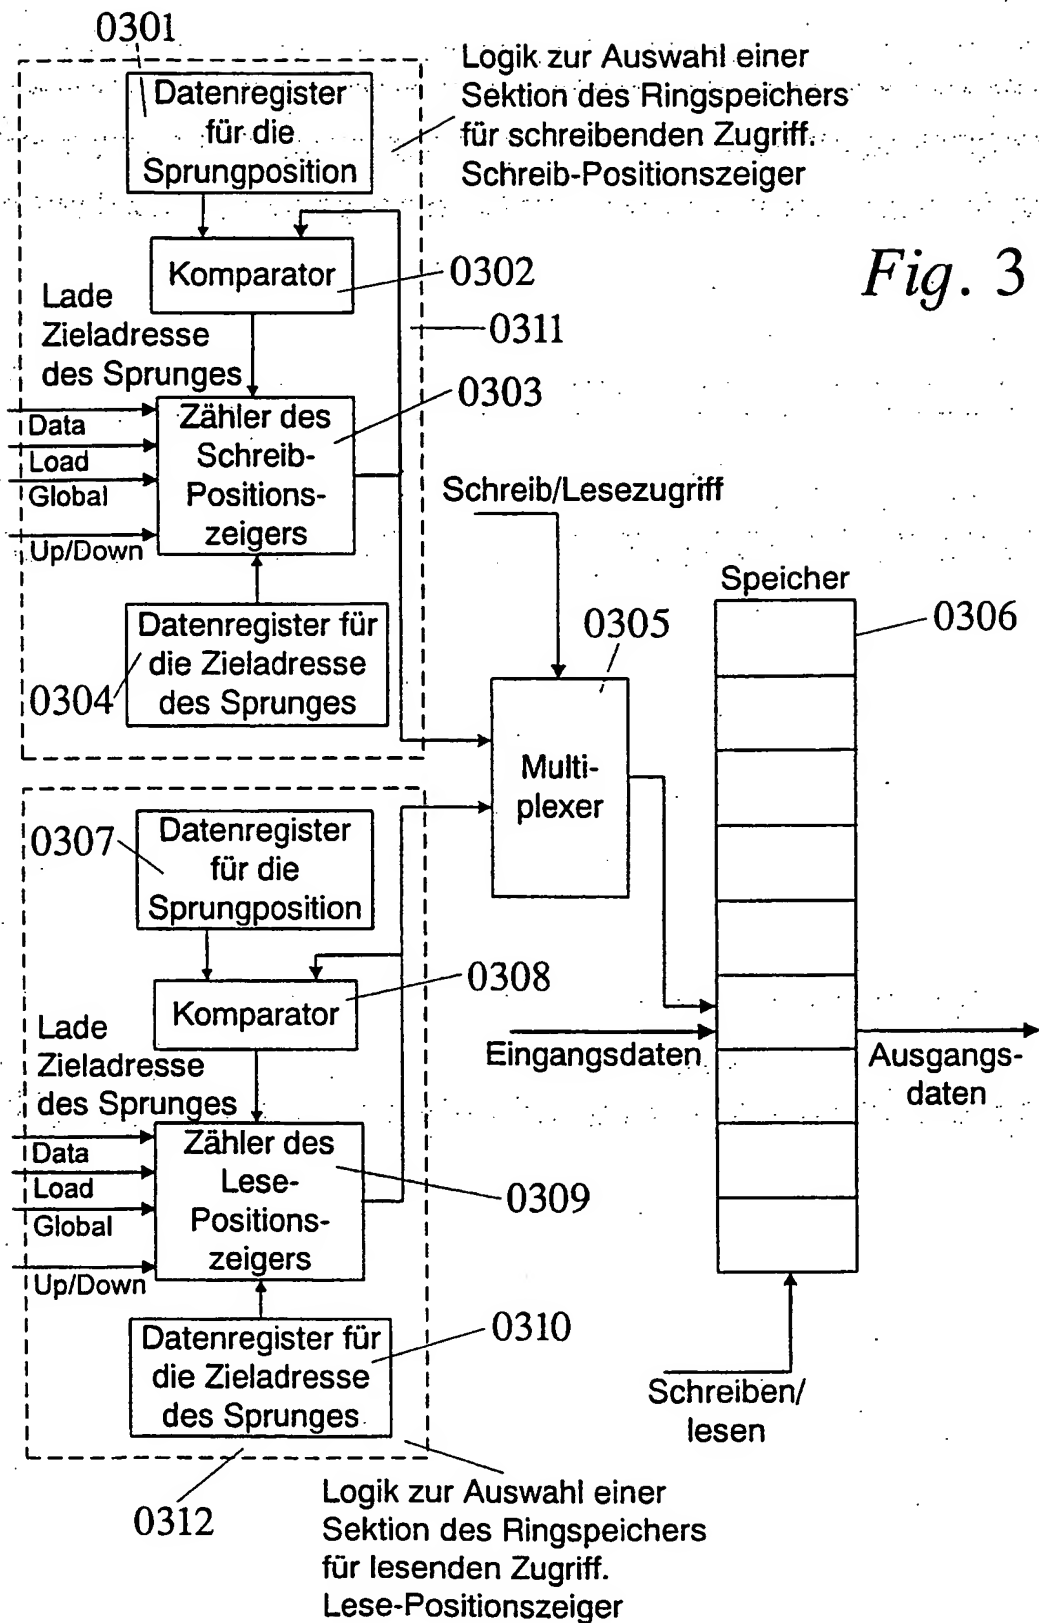 0301
Datenregister
für die
Sprungposition
Logik zur Auswahl einer
Sektion des Ringspeichers
für schreibenden Zugriff.
Schreib-Positionszeiger
Komparator
0302
Fig. 3
Lade
Zieladresse
des Sprunges
0311
0303
Data
Load
Global
Up/Down
Zähler des
Schreib-
Positions-
zeigers
Schreib/Lesezugriff
Datenregister für
die Zieladresse
des Sprunges
0304
0305
Multi-
plexer
Speicher
0306
0307
Datenregister
für die
Sprungposition
Komparator
0308
Lade
Zieladresse
des Sprunges
Eingangsdaten
Ausgangs-
daten
Data
Load
Global
Up/Down
Zähler des
Lese-
Positions-
zeigers
0309
Datenregister für
die Zieladresse
des Sprunges
0310
Schreiben/
lesen
0312
Logik zur Auswahl einer
Sektion des Ringspeichers
für lesenden Zugriff.
Lese-Positionszeiger